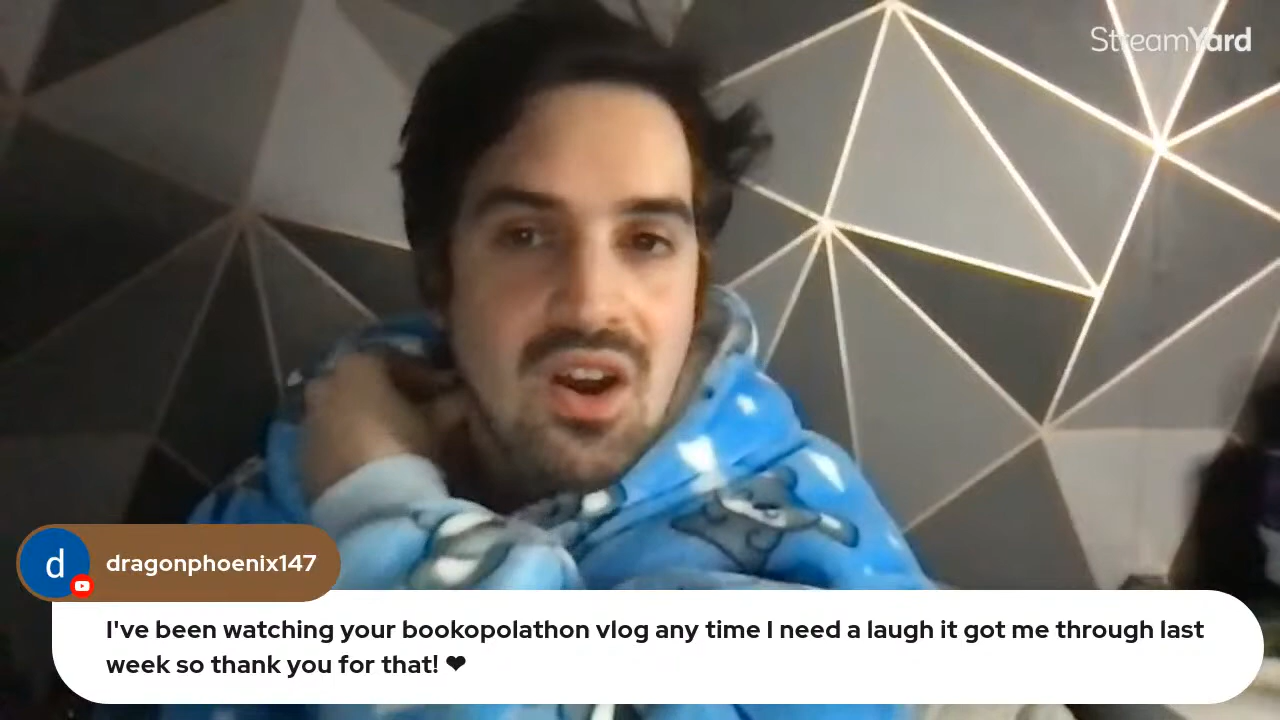 StreamYard
d
dragonphoenix147
I've been watching your bookopolathon vlog any time I need a laugh it got me through last
week so thank you for that! ❤